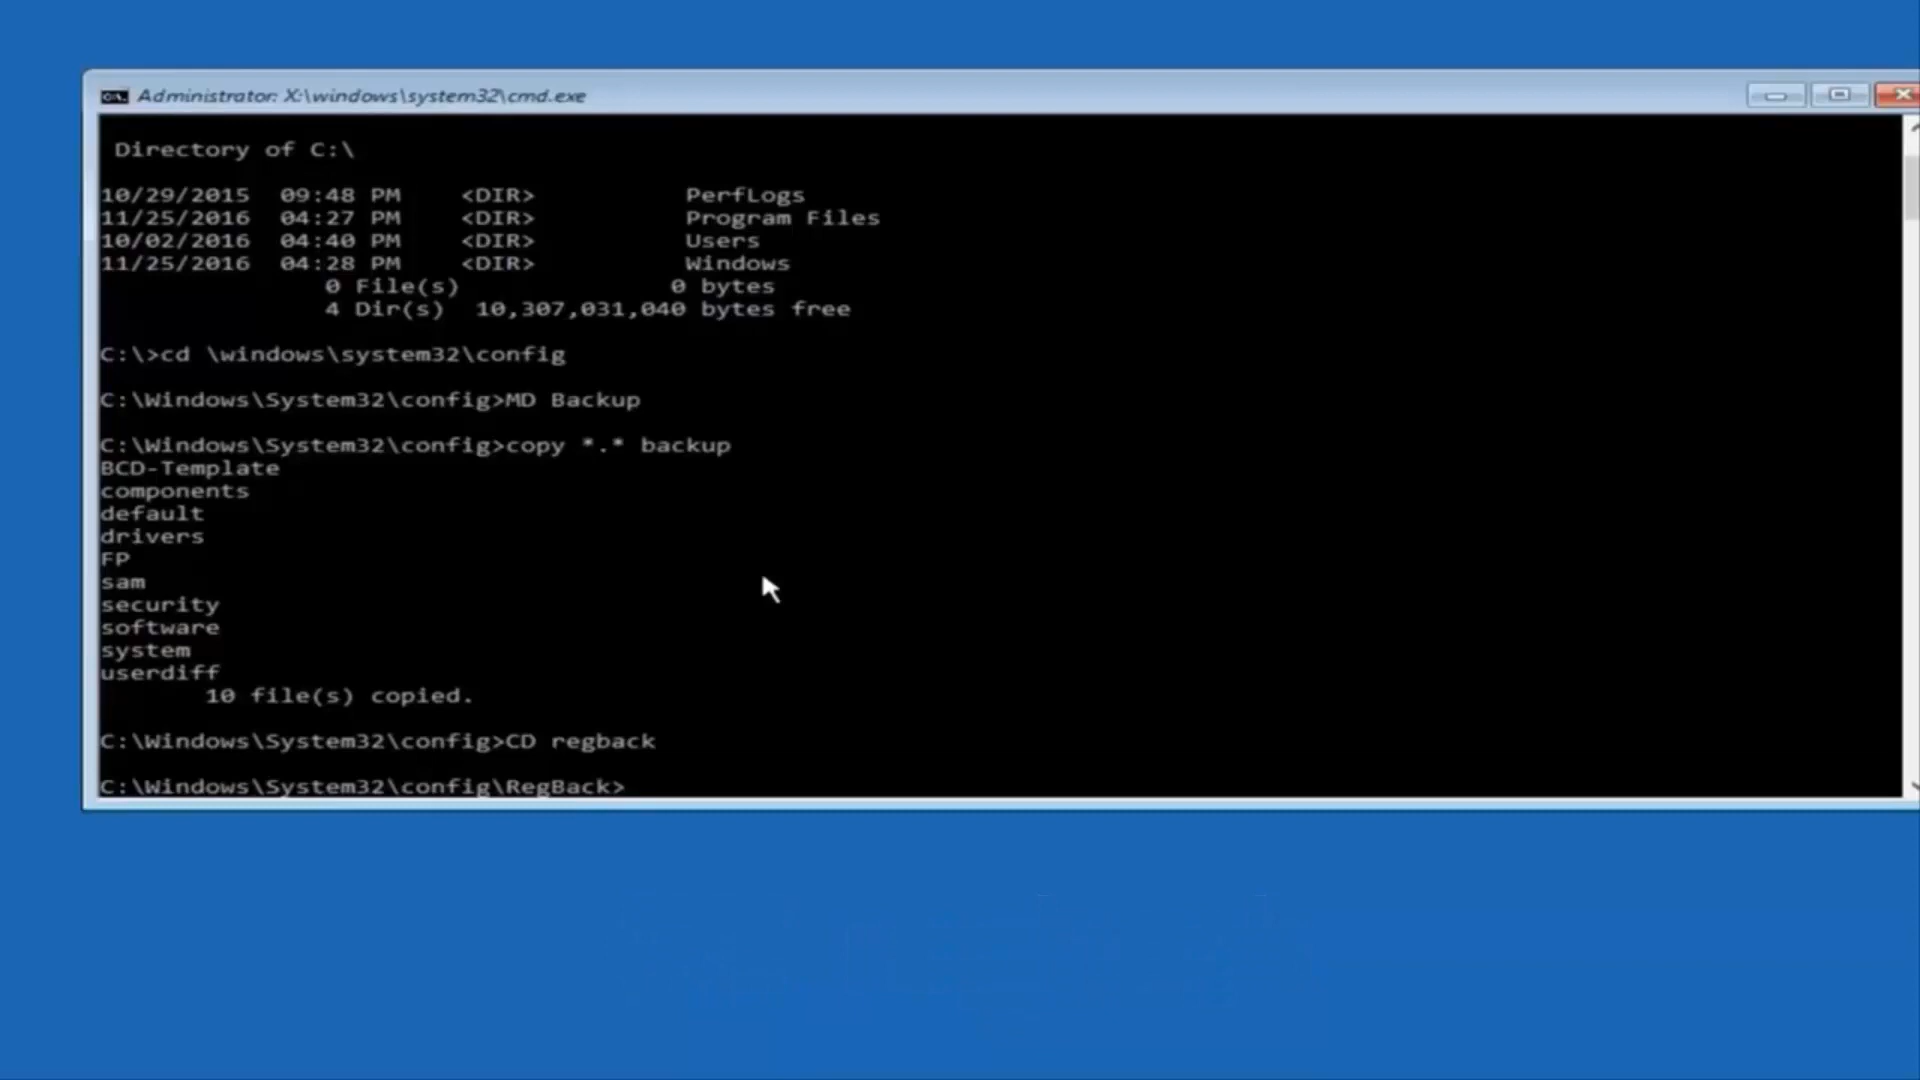 Administrator: X:\windows\system32\cmd.exe
Directory of C:\
10/29/2015  09:48 PM    <DIR>          PerfLogs
11/25/2016  04:27 PM    <DIR>          Program Files
10/02/2016  04:40 PM    <DIR>          Users
11/25/2016  04:28 PM    <DIR>          Windows
0 File(s)              0 bytes
4 Dir(s)  10,307,031,040 bytes free
C:\>cd \windows\system32\config
C:\Windows\System32\config>MD Backup
C:\Windows\System32\config>copy *.* backup
BCD-Template
components
default
drivers
FP
sam
security
software
system
userdiff
10 file(s) copied.
C:\Windows\System32\config>CD regback
C:\Windows\System32\config\RegBack>